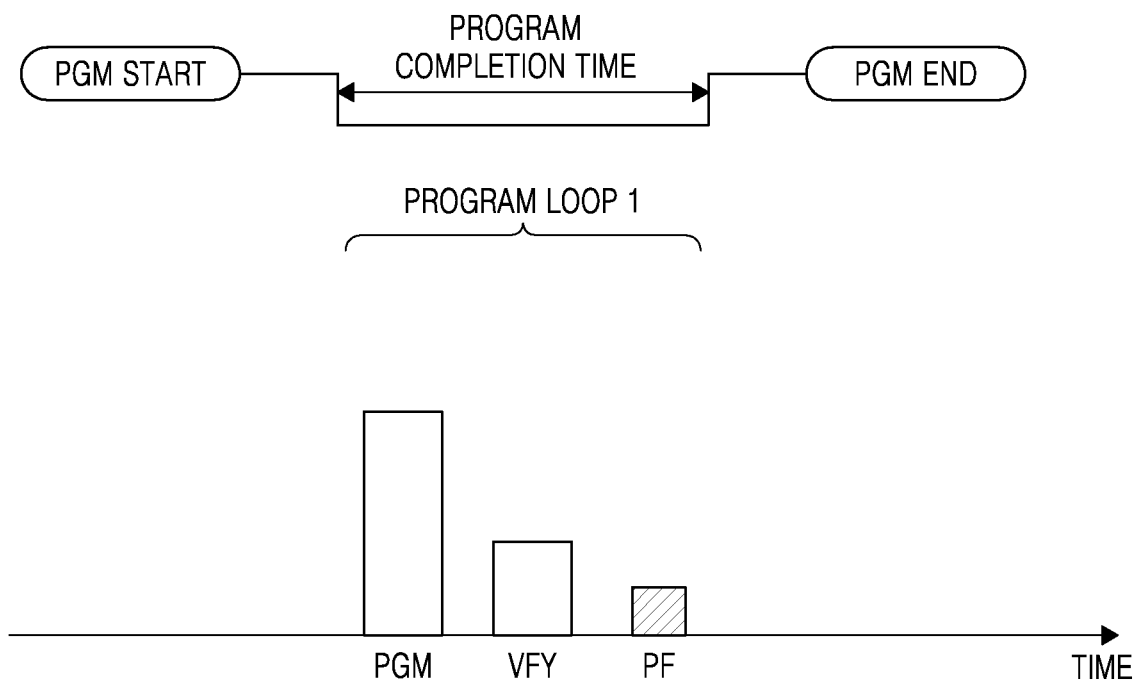 PROGRAM
COMPLETION TIME
PGM START
PGM END
PROGRAM LOOP 1
PGM
VFY
PF
TIME